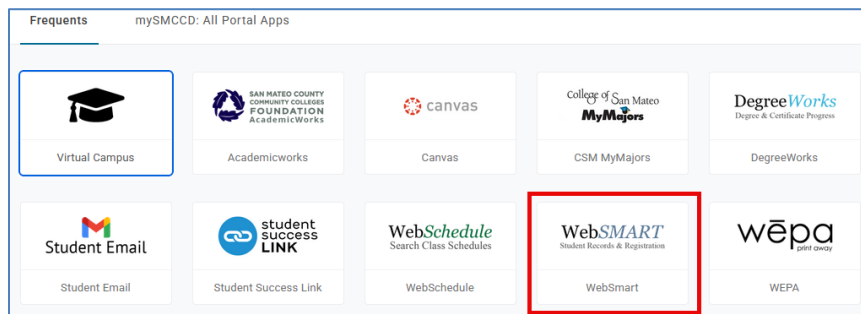 Frequents mySMCCD: All Portal Apps
SAN MATEO COUNTY
COMMUNITY COLLEGES
FOUNDATION
AcademicWorks
canvas
College of San Mateo
MyMajors
DegreeWorks
Degree & Certificate Progress
Virtual Campus Academicworks Canvas CSM MyMajors DegreeWorks
Student Email
student
success
LINK
WebSchedule
Search Class Schedules
WebSMART
Student Records & Registration
wēpa
print away
Student Email Student Success Link WebSchedule WebSmart WEPA